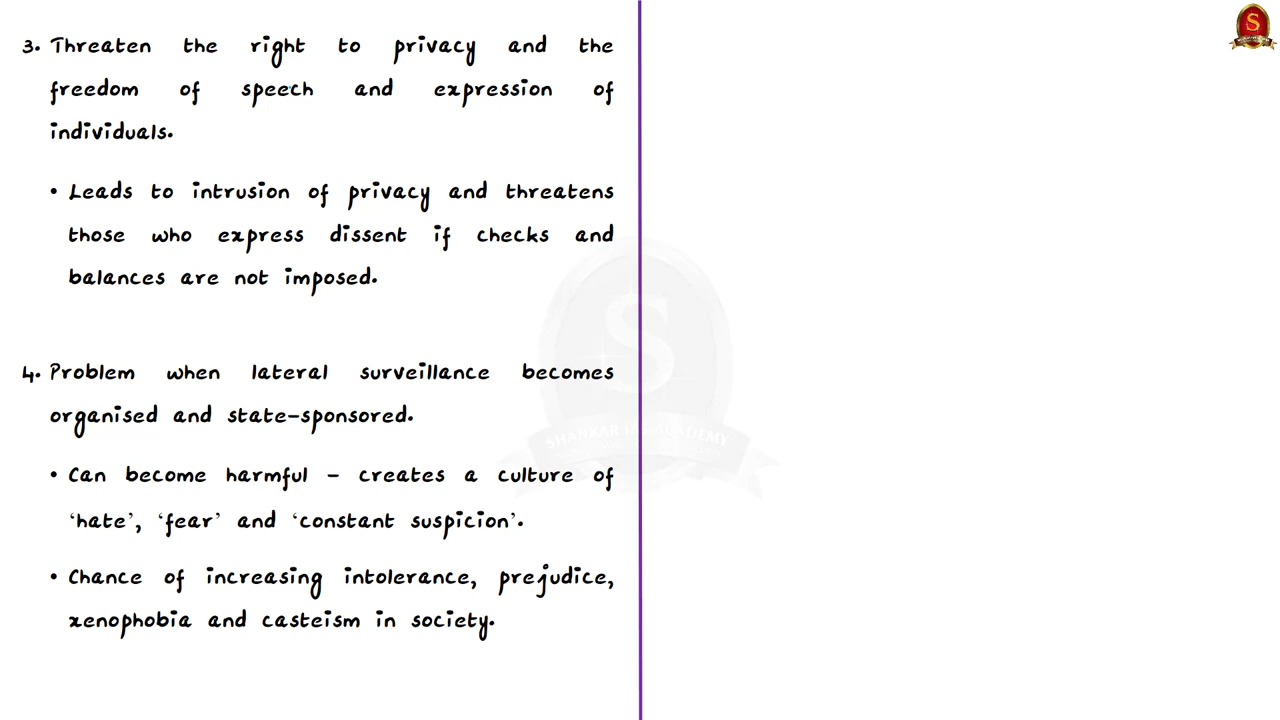 3. Threaten the right to privacy and the
freedom of speech and expression of
individuals.
• Leads to intrusion of privacy and threatens
those who express dissent if checks and
balances are not imposed.
4. Problem when lateral surveillance becomes
organised and state-sponsored.
• Can become harmful – creates a culture of
‘hate’, ‘fear’ and ‘constant suspicion’.
• Chance of increasing intolerance, prejudice,
xenophobia and casteism in society.
S
SHANKAR IAS ACADEMY
S